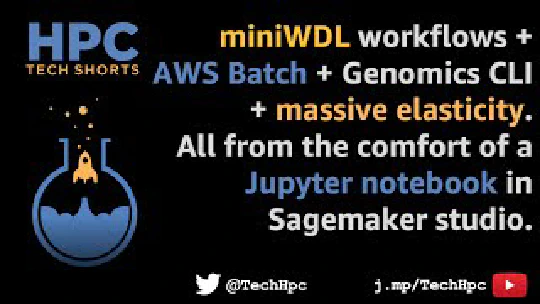 HPC
TECH SHORTS
miniWDL workflows +
AWS Batch + Genomics CLI
+ massive elasticity.
All from the comfort of a
Jupyter notebook in
Sagemaker studio.
@TechHpc
j.mp/TechHpc